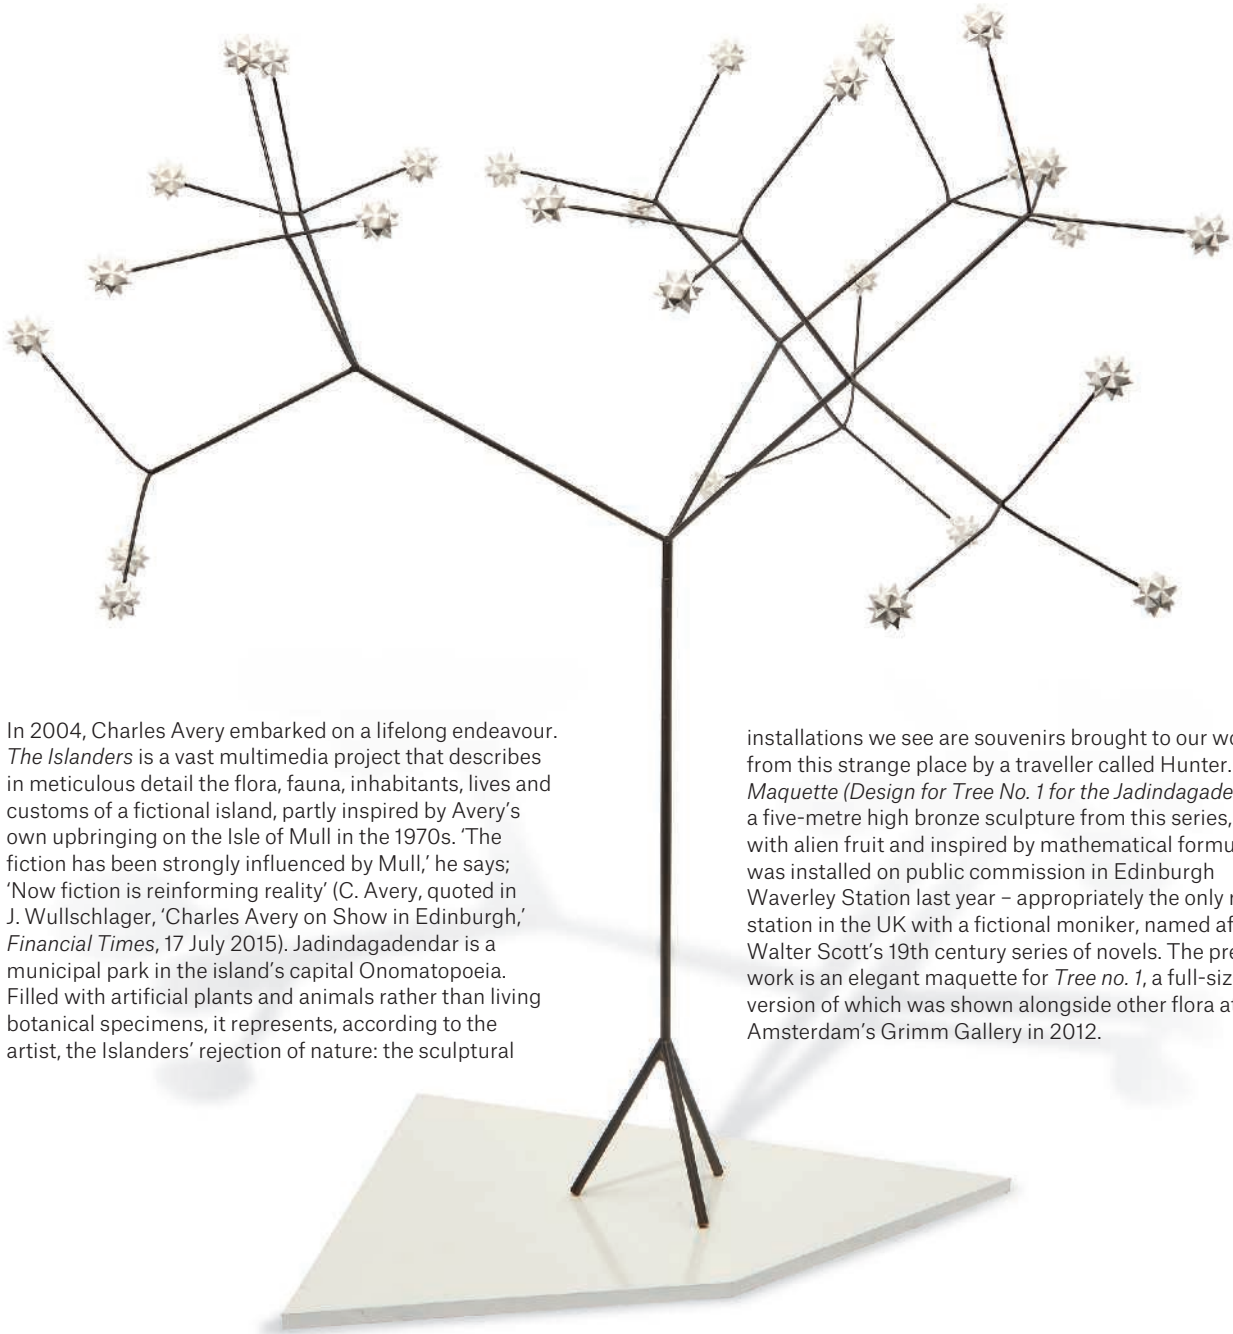 In 2004, Charles Avery embarked on a lifelong endeavour.
The Islanders is a vast multimedia project that describes
in meticulous detail the flora, fauna, inhabitants, lives and
customs of a fictional island, partly inspired by Avery's
own upbringing on the Isle of Mull in the 1970s. 'The
fiction has been strongly influenced by Mull,' he says;
'Now fiction is reinforming reality' (C. Avery, quoted in
J. Wullschlager, 'Charles Avery on Show in Edinburgh,'
Financial Times, 17 July 2015). Jadindagadendar is a
municipal park in the island's capital Onomatopoeia.
Filled with artificial plants and animals rather than living
botanical specimens, it represents, according to the
artist, the Islanders' rejection of nature: the sculptural
installations we see are souvenirs brought to our
from this strange place by a traveller called Hunter.
Maquette (Design for Tree No. 1 for the
a five-metre high bronze sculpture from this series,
with alien fruit and inspired by mathematical
was installed on public commission in Edinburgh
Waverley Station last year – appropriately the only
station in the UK with a fictional moniker, named
Walter Scott's 19th century series of novels. The
work is an elegant maquette for Tree no. 1, a
version of which was shown alongside other flora
Amsterdam's Grimm Gallery in 2012.